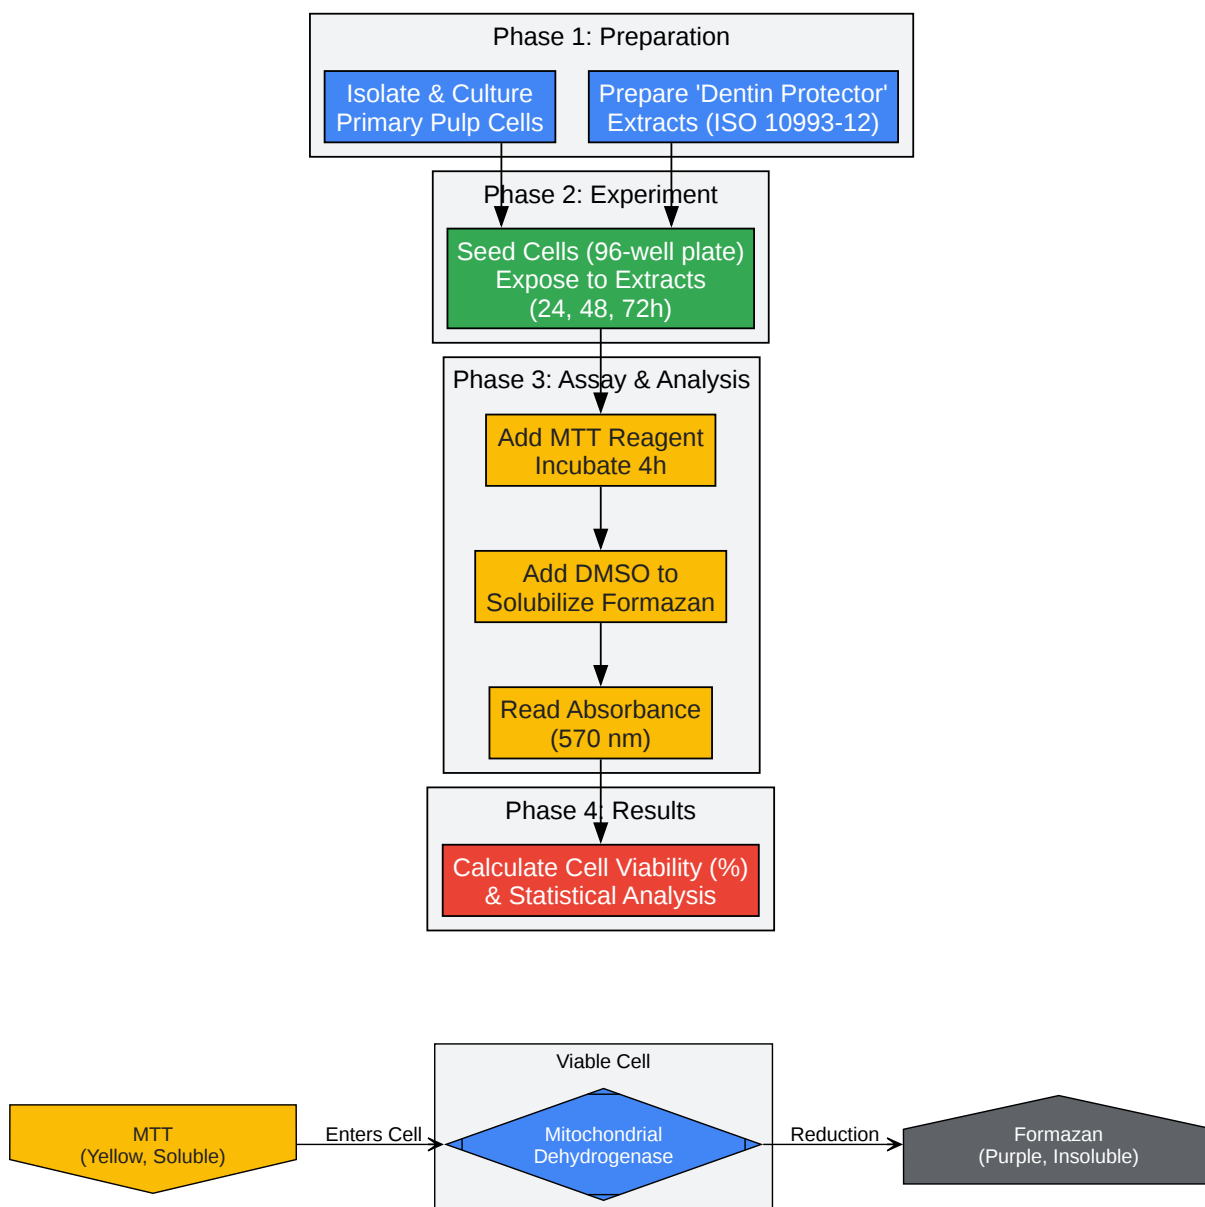 Phase 1: Preparation
Isolate & Culture
Primary Pulp Cells
Prepare 'Dentin Protector'
Extracts (ISO 10993-12)
Phase 2: Experiment
Seed Cells (96-well plate)
Expose to Extracts
(24, 48, 72h)
Phase 3: Assay & Analysis
Add MTT Reagent
Incubate 4h
Add DMSO to
Solubilize Formazan
Read Absorbance
(570 nm)
Phase 4: Results
Calculate Cell Viability (%)
& Statistical Analysis
MTT
(Yellow, Soluble)
Enters Cell
Viable Cell
Mitochondrial
Dehydrogenase
Reduction
Formazan
(Purple, Insoluble)